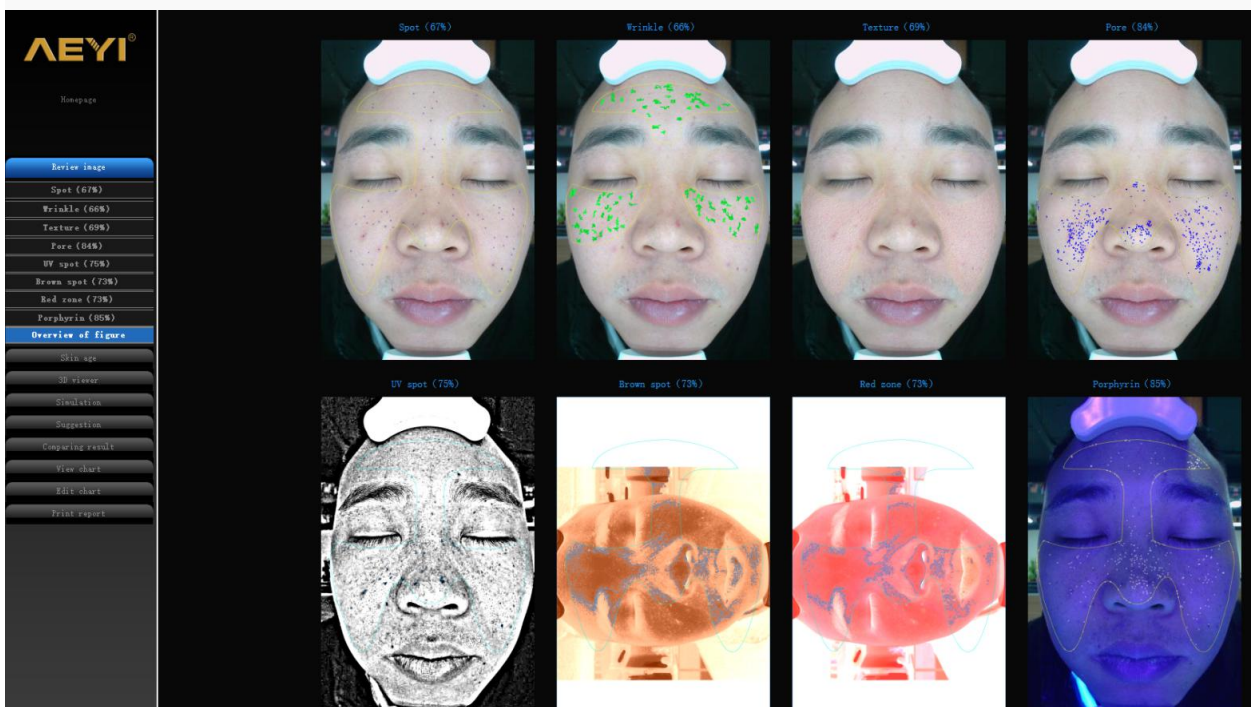 AEYI®
Homepage
Review image
Spot (67%)
Wrinkle (66%)
Texture (69%)
Pore (84%)
UV spot (75%)
Brown spot (73%)
Red zone (73%)
Porphyrin (85%)
Overview of figure
Skin age
3D viewer
Simulation
Suggestion
Comparing result
View chart
Edit chart
Print report
Spot (67%)
Wrinkle (66%)
Texture (69%)
Pore (84%)
UV spot (75%)
Brown spot (73%)
Red zone (73%)
Porphyrin (85%)